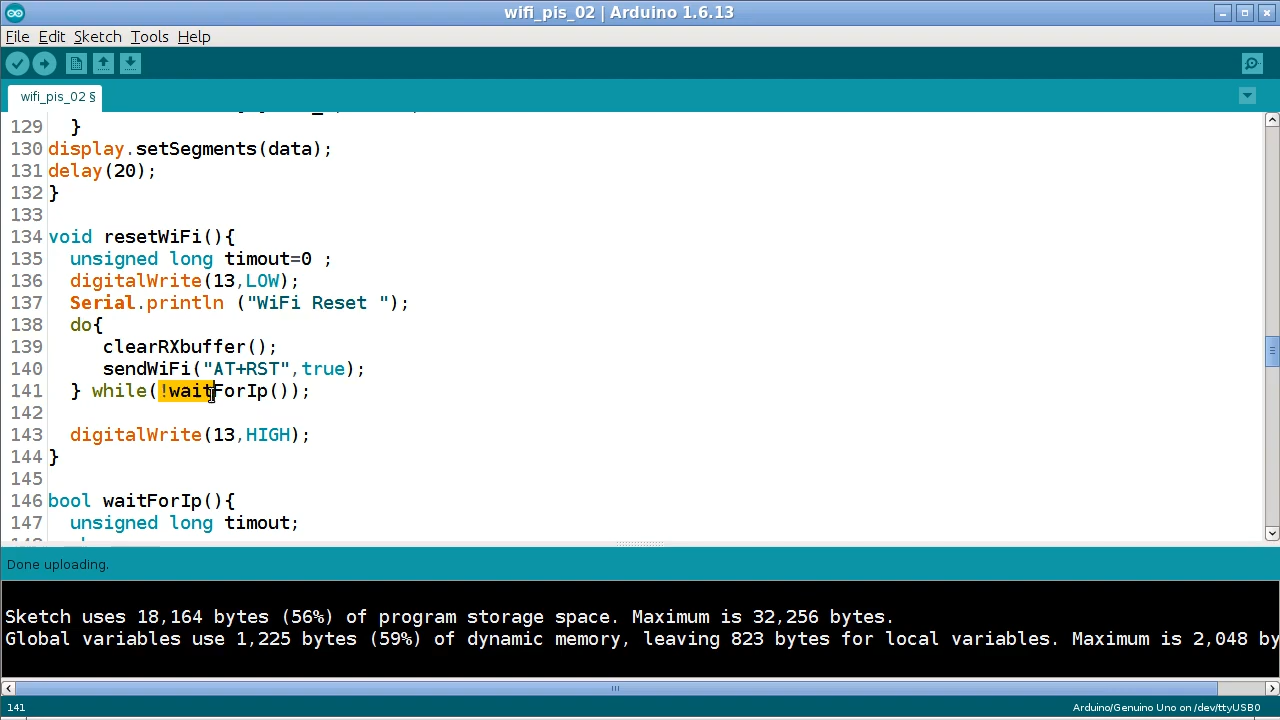 wifi_pis_02 | Arduino 1.6.13
File Edit Sketch Tools Help
wifi_pis_02 §
129 }
130 display.setSegments(data);
131 delay(20);
132 }
133
134 void resetWiFi(){
135 unsigned long timout=0 ;
136 digitalWrite(13,LOW);
137 Serial.println ("WiFi Reset ");
138 do{
139 clearRXbuffer();
140 sendWiFi("AT+RST",true);
141 } while(!waitForIp());
142
143 digitalWrite(13,HIGH);
144 }
145
146 bool waitForIp(){
147 unsigned long timout;
Done uploading.
Sketch uses 18,164 bytes (56%) of program storage space. Maximum is 32,256 bytes.
Global variables use 1,225 bytes (59%) of dynamic memory, leaving 823 bytes for local variables. Maximum is 2,048 by
141
Arduino/Genuino Uno on /dev/ttyUSB0